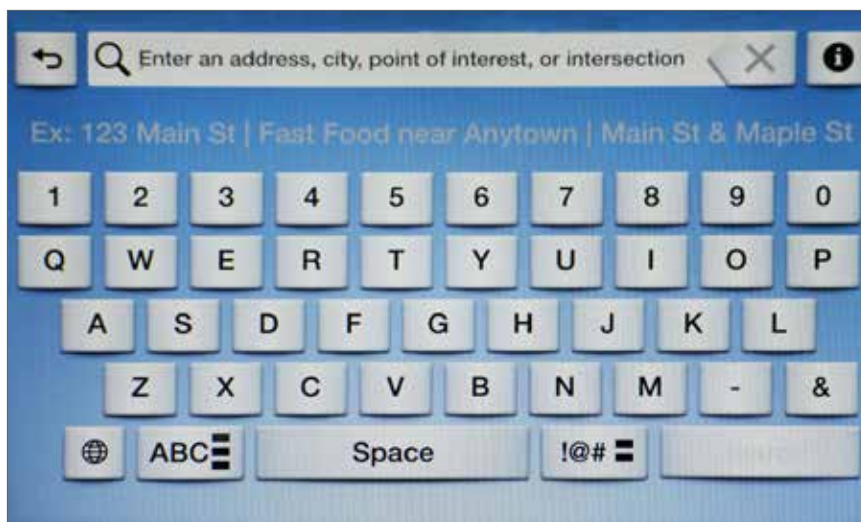 Enter an address, city, point of interest, or intersection
Ex: 123 Main St | Fast Food near Anytown | Main St & Maple St
1 2 3 4 5 6 7 8 9 0
Q W E R T Y U I O P
A S D F G H J K L
Z X C V B N M - &
ABC Space !@#